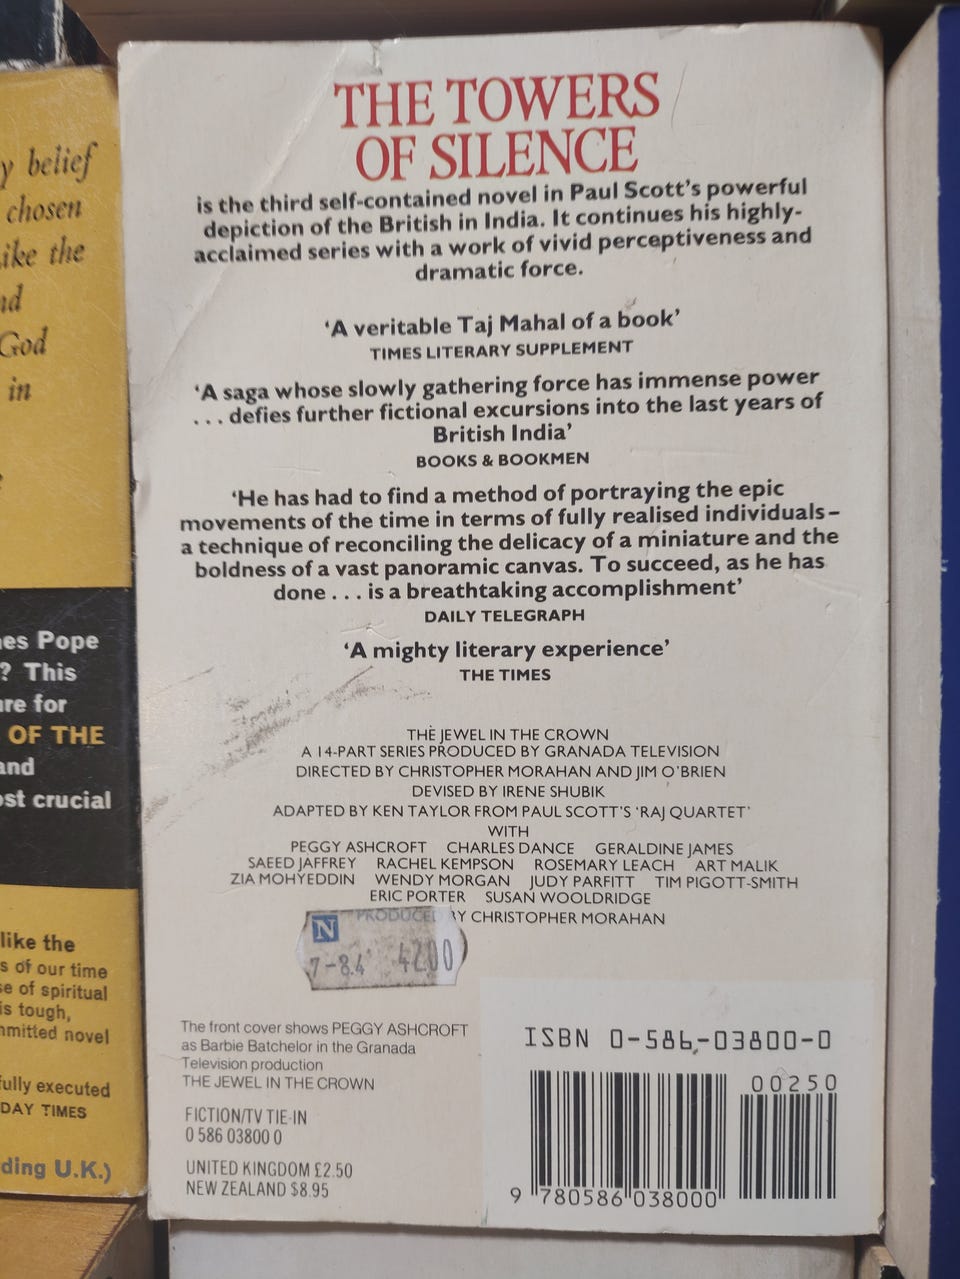 y belief
chosen
ike the
nd
God
in
nes Pope
? This
are for
OF THE
and
ost crucial
like the
s of our time
se of spiritual
is tough,
nmitted novel
fully executed
DAY TIMES
ding U.K.)
THE TOWERS
OF SILENCE
is the third self-contained novel in Paul Scott's powerful
depiction of the British in India. It continues his highly-
acclaimed series with a work of vivid perceptiveness and
dramatic force.
'A veritable Taj Mahal of a book'
TIMES LITERARY SUPPLEMENT
'A saga whose slowly gathering force has immense power
... defies further fictional excursions into the last years of
British India'
BOOKS & BOOKMEN
'He has had to find a method of portraying the epic
movements of the time in terms of fully realised individuals –
a technique of reconciling the delicacy of a miniature and the
boldness of a vast panoramic canvas. To succeed, as he has
done ... is a breathtaking accomplishment'
DAILY TELEGRAPH
'A mighty literary experience'
THE TIMES
THE JEWEL IN THE CROWN
A 14-PART SERIES PRODUCED BY GRANADA TELEVISION
DIRECTED BY CHRISTOPHER MORAHAN AND JIM O'BRIEN
DEVISED BY IRENE SHUBIK
ADAPTED BY KEN TAYLOR FROM PAUL SCOTT'S 'RAJ QUARTET'
WITH
PEGGY ASHCROFT CHARLES DANCE GERALDINE JAMES
SAEED JAFFREY RACHEL KEMPSON ROSEMARY LEACH ART MALIK
ZIA MOHYEDDIN WENDY MORGAN JUDY PARFITT TIM PIGOTT-SMITH
ERIC PORTER SUSAN WOOLDRIDGE
PRODUCED BY CHRISTOPHER MORAHAN
N
7-84 4200
The front cover shows PEGGY ASHCROFT
as Barbie Batchelor in the Granada
Television production
THE JEWEL IN THE CROWN
FICTION/TV TIE-IN
0 586 03800 0
UNITED KINGDOM £2.50
NEW ZEALAND $8.95
ISBN 0-586-03800-0
00250
9 780586 038000